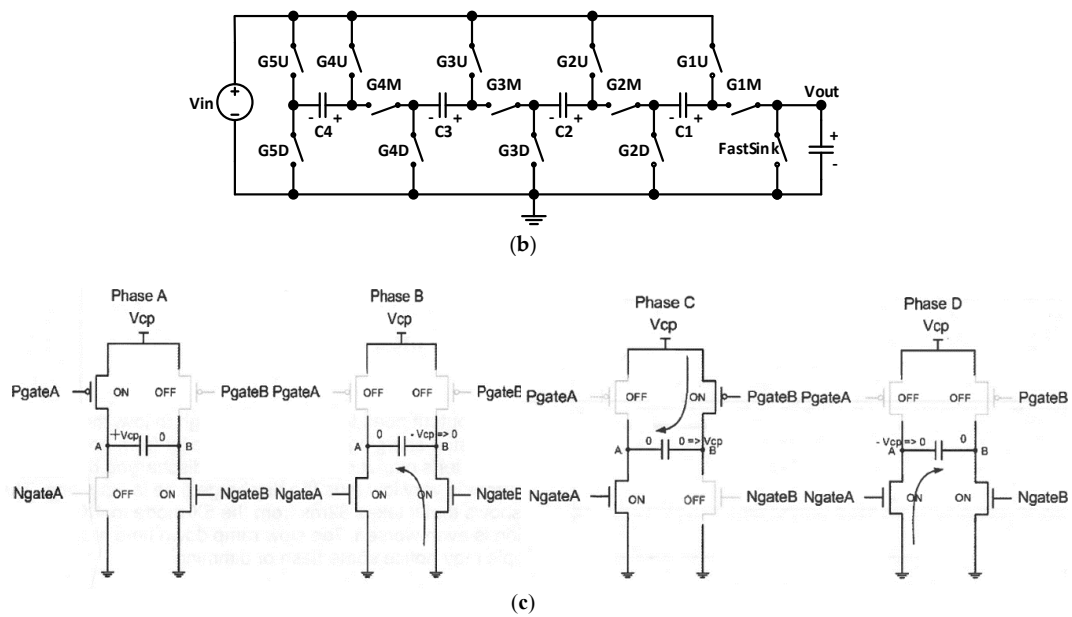 G5U G4U G3U G2U G1U
G4M G3M G2M G1M Vout
Vin + -
- + - + - + - + +
C4 C3 C2 C1 -
G5D G4D G3D G2D FastSink
(b)
Phase A Phase B Phase C Phase D
Vcp Vcp Vcp Vcp
PgateA ON OFF PgateB PgateA OFF OFF PgateB PgateA OFF ON PgateB PgateA OFF OFF
A +Vcp 0 B A 0 - Vcp => 0 B A 0 0 => Vcp B A - Vcp => 0 0 B
NgateA OFF ON NgateB NgateA ON ON NgateB NgateA ON OFF NgateB NgateA ON ON NgateB
(c)